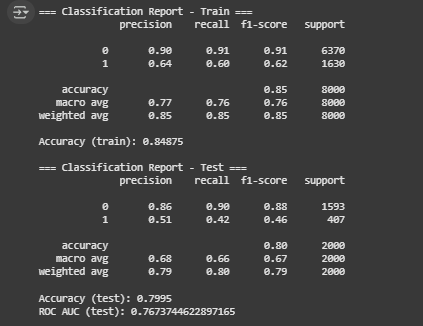 === Classification Report - Train ===
precision recall f1-score support
0 0.90 0.91 0.91 6370
1 0.64 0.60 0.62 1630
accuracy 0.85 8000
macro avg 0.77 0.76 0.76 8000
weighted avg 0.85 0.85 0.85 8000
Accuracy (train): 0.84875
=== Classification Report - Test ===
precision recall f1-score support
0 0.86 0.90 0.88 1593
1 0.51 0.42 0.46 407
accuracy 0.80 2000
macro avg 0.68 0.66 0.67 2000
weighted avg 0.79 0.80 0.79 2000
Accuracy (test): 0.7995
ROC AUC (test): 0.7673744622897165